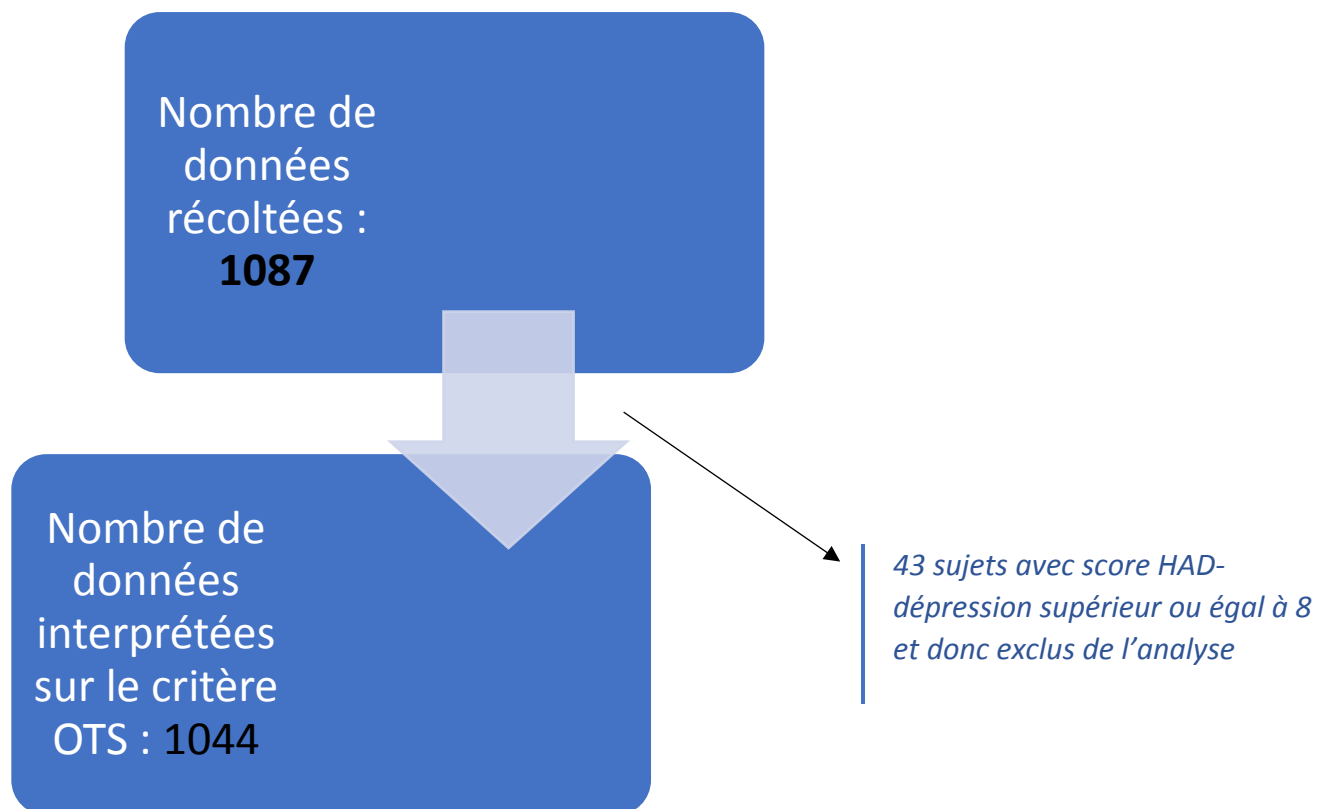 Nombre de
données
récoltées :
1087
43 sujets avec score HAD-
dépression supérieur ou égal à 8
et donc exclus de l’analyse
Nombre de
données
interprétées
sur le critère
OTS : 1044